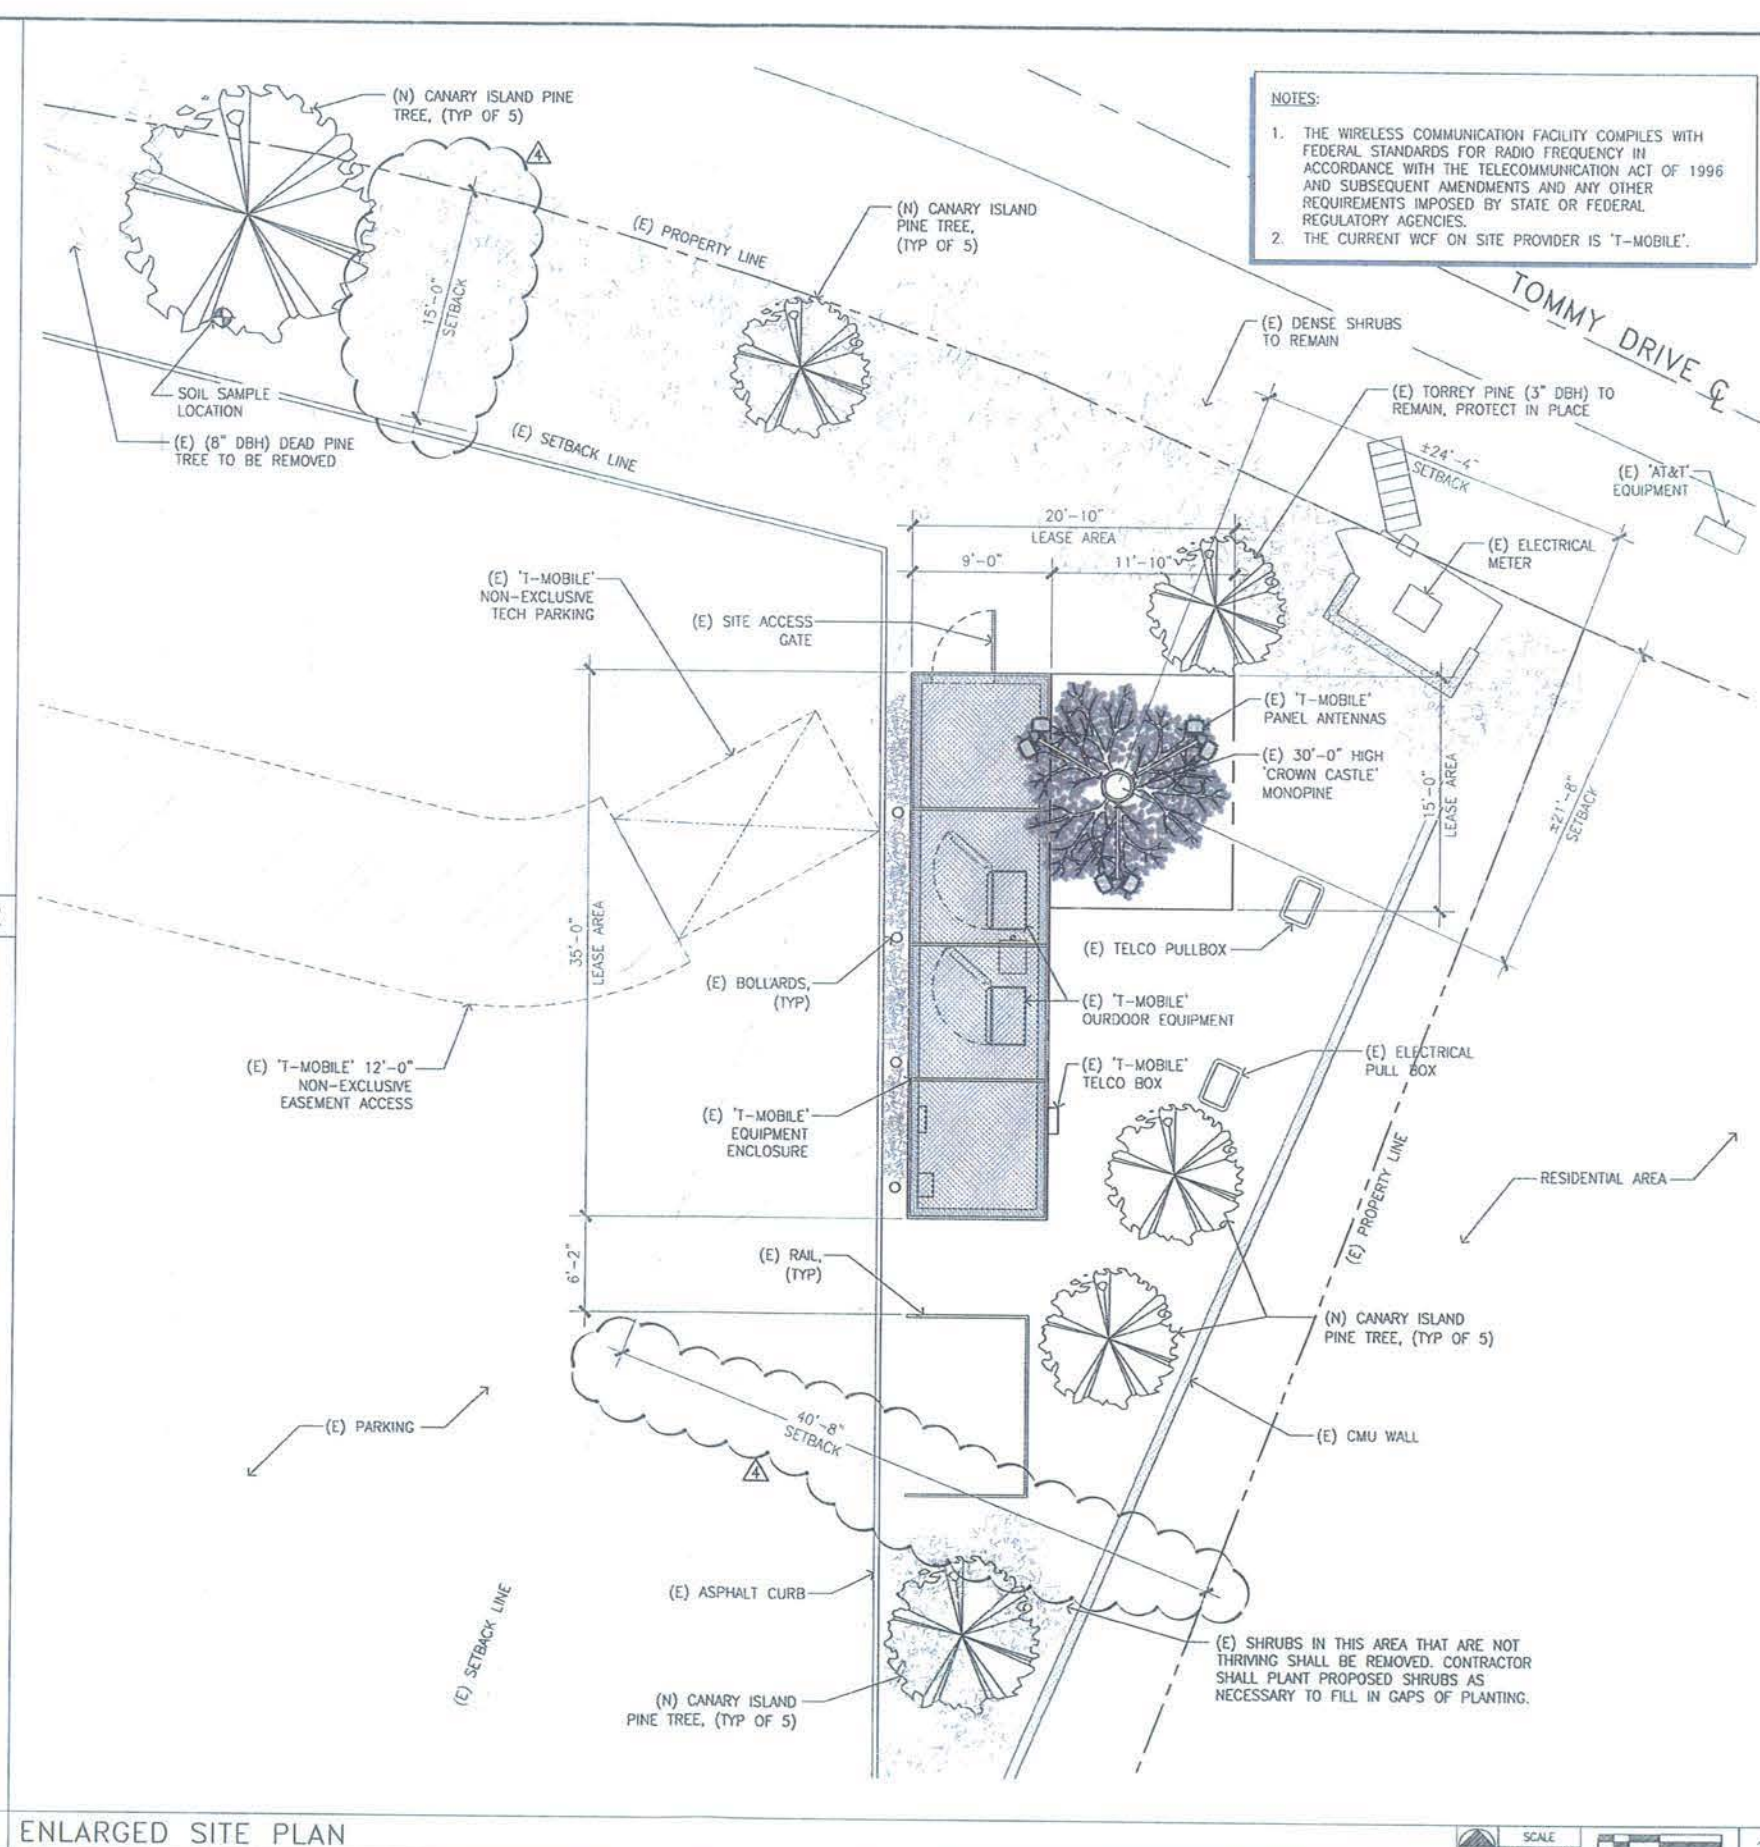 (N) CANARY ISLAND PINE
TREE, (TYP OF 5)
4
15'-0"
SETBACK
(E) PROPERTY LINE
(N) CANARY ISLAND
PINE TREE,
(TYP OF 5)
NOTES:
1. THE WIRELESS COMMUNICATION FACILITY COMPILES WITH
FEDERAL STANDARDS FOR RADIO FREQUENCY IN
ACCORDANCE WITH THE TELECOMMUNICATION ACT OF 1996
AND SUBSEQUENT AMENDMENTS AND ANY OTHER
REQUIREMENTS IMPOSED BY STATE OR FEDERAL
REGULATORY AGENCIES.
2. THE CURRENT WCF ON SITE PROVIDER IS 'T-MOBILE'.
TOMMY DRIVE ℄
(E) DENSE SHRUBS
TO REMAIN
(E) TORREY PINE (3" DBH) TO
REMAIN, PROTECT IN PLACE
SOIL SAMPLE
LOCATION
(E) (8" DBH) DEAD PINE
TREE TO BE REMOVED
(E) SETBACK LINE
±24'-4"
SETBACK
(E) 'AT&T'
EQUIPMENT
20'-10"
LEASE AREA
9'-0"
11'-10"
(E) ELECTRICAL
METER
(E) 'T-MOBILE'
NON-EXCLUSIVE
TECH PARKING
(E) SITE ACCESS
GATE
(E) 'T-MOBILE'
PANEL ANTENNAS
(E) 30'-0" HIGH
'CROWN CASTLE'
MONOPINE
15'-0"
LEASE AREA
±21'-8"
SETBACK
35'-0"
LEASE AREA
(E) TELCO PULLBOX
(E) BOLLARDS,
(TYP)
(E) 'T-MOBILE'
OURDOOR EQUIPMENT
(E) 'T-MOBILE' 12'-0"
NON-EXCLUSIVE
EASEMENT ACCESS
(E) 'T-MOBILE'
TELCO BOX
(E) ELECTRICAL
PULL BOX
(E) 'T-MOBILE'
EQUIPMENT
ENCLOSURE
(E) PROPERTY LINE
RESIDENTIAL AREA
6'-2"
(E) RAIL,
(TYP)
(N) CANARY ISLAND
PINE TREE, (TYP OF 5)
(E) PARKING
40'-8"
SETBACK
4
(E) CMU WALL
(E) ASPHALT CURB
(E) SETBACK LINE
(E) SHRUBS IN THIS AREA THAT ARE NOT
THRIVING SHALL BE REMOVED. CONTRACTOR
SHALL PLANT PROPOSED SHRUBS AS
NECESSARY TO FILL IN GAPS OF PLANTING.
(N) CANARY ISLAND
PINE TREE, (TYP OF 5)
ENLARGED SITE PLAN
SCALE